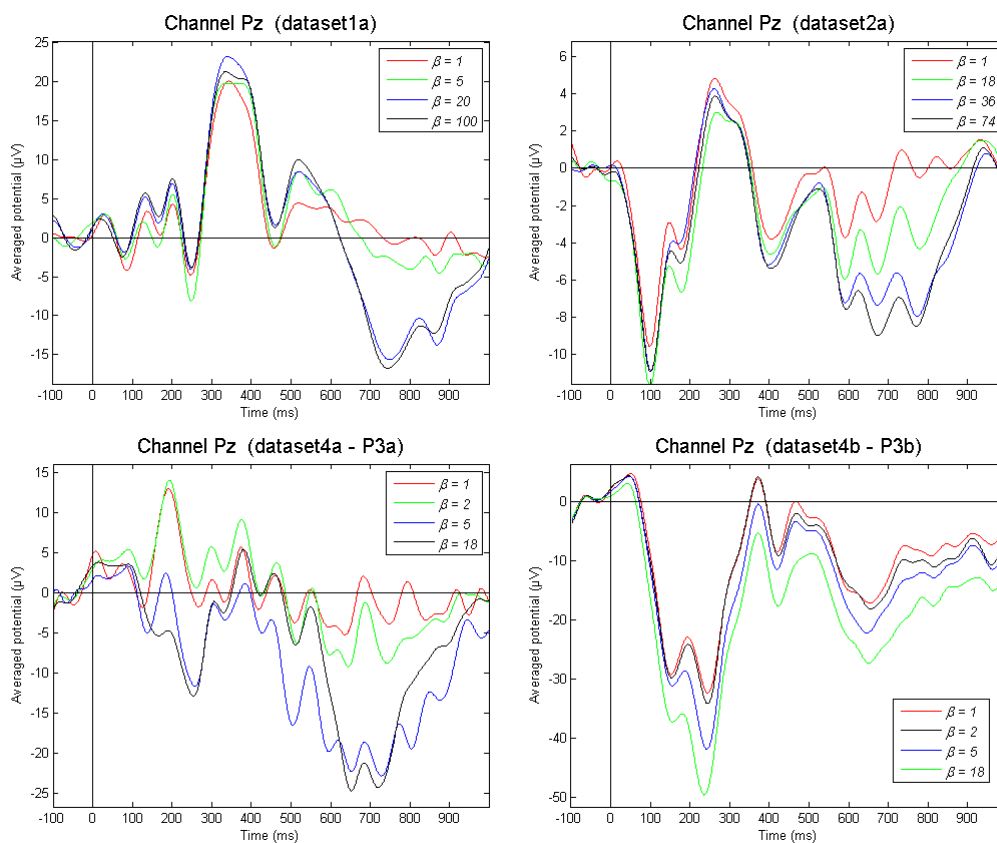 Channel Pz (dataset1a)
Averaged potential (µV)
25
20
15
10
5
0
-5
-10
-15
β = 1
β = 5
β = 20
β = 100
-100 0 100 200 300 400 500 600 700 800 900
Time (ms)
Channel Pz (dataset2a)
Averaged potential (µV)
6
4
2
0
-2
-4
-6
-8
-10
β = 1
β = 18
β = 36
β = 74
-100 0 100 200 300 400 500 600 700 800 900
Time (ms)
Channel Pz (dataset4a - P3a)
Averaged potential (µV)
15
10
5
0
-5
-10
-15
-20
-25
β = 1
β = 2
β = 5
β = 18
-100 0 100 200 300 400 500 600 700 800 900
Time (ms)
Channel Pz (dataset4b - P3b)
Averaged potential (µV)
0
-10
-20
-30
-40
-50
β = 1
β = 2
β = 5
β = 18
-100 0 100 200 300 400 500 600 700 800 900
Time (ms)